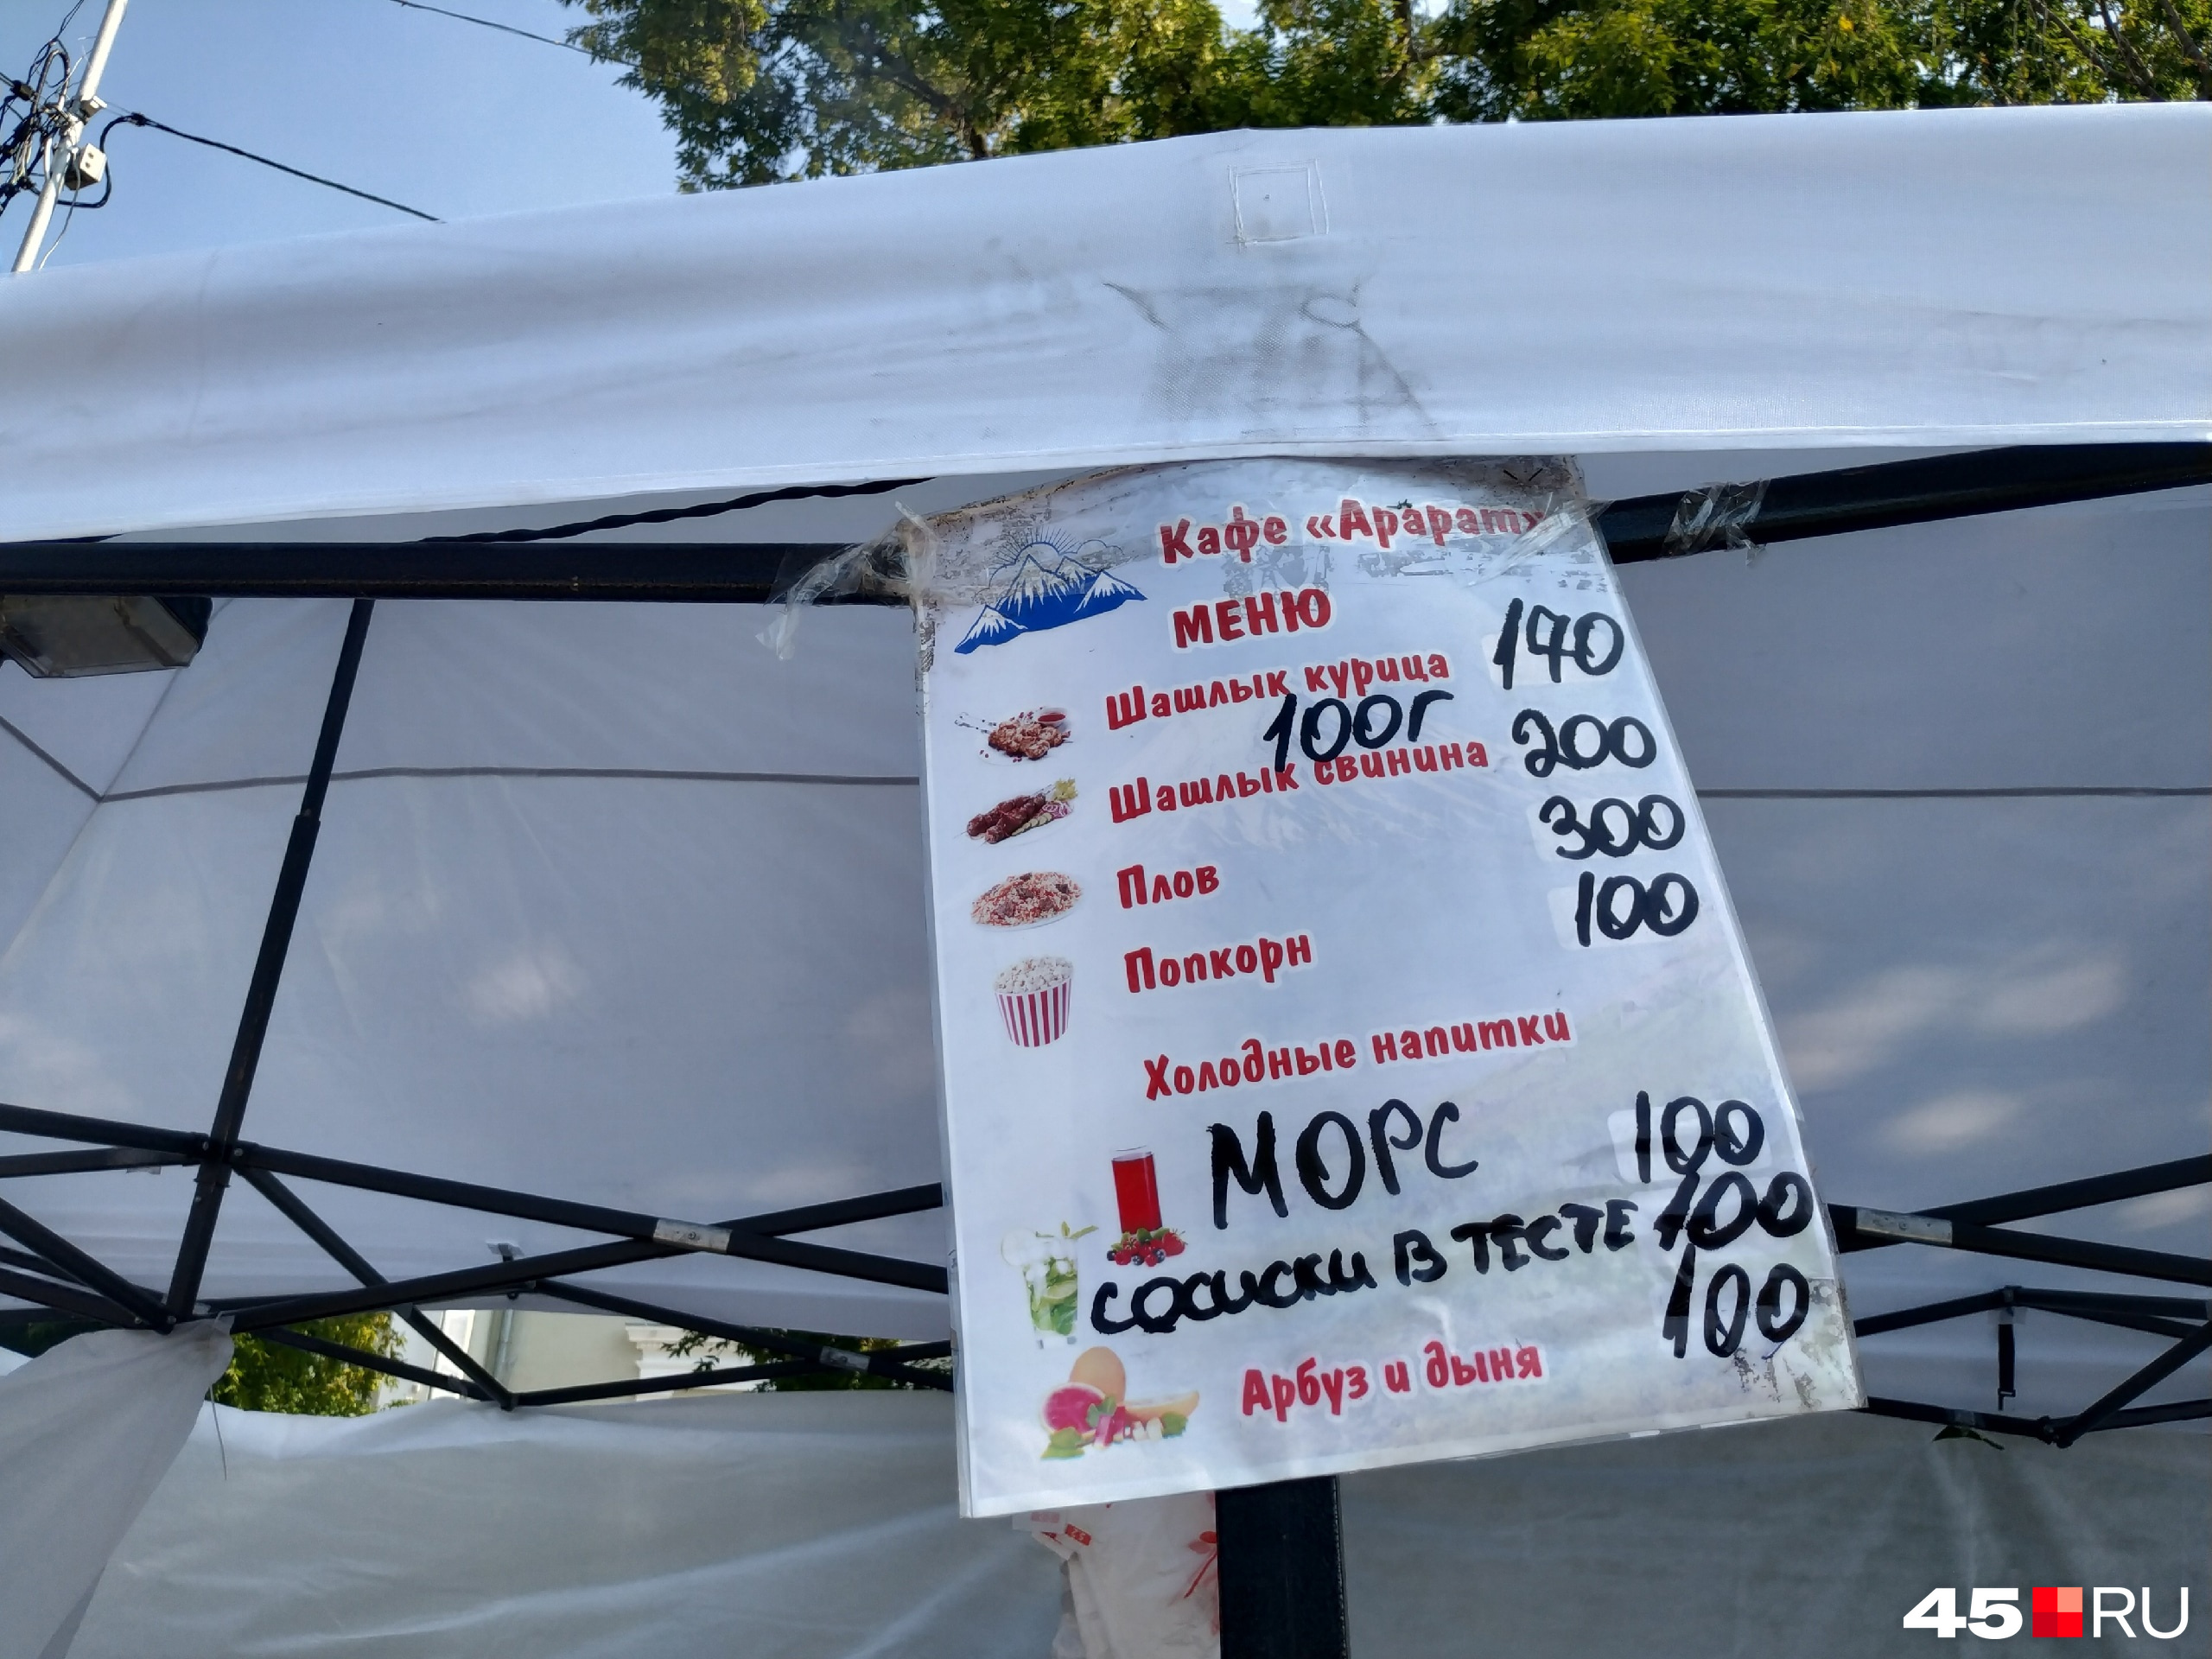 Кафе «Арарат»
МЕНЮ
Шашлык курица 170
100г
Шашлык свинина 200
Плов 300
Попкорн 100
Холодные напитки
МОРС 100
СОСИСКИ В ТЕСТЕ 100
Арбуз и дыня 100
45RU